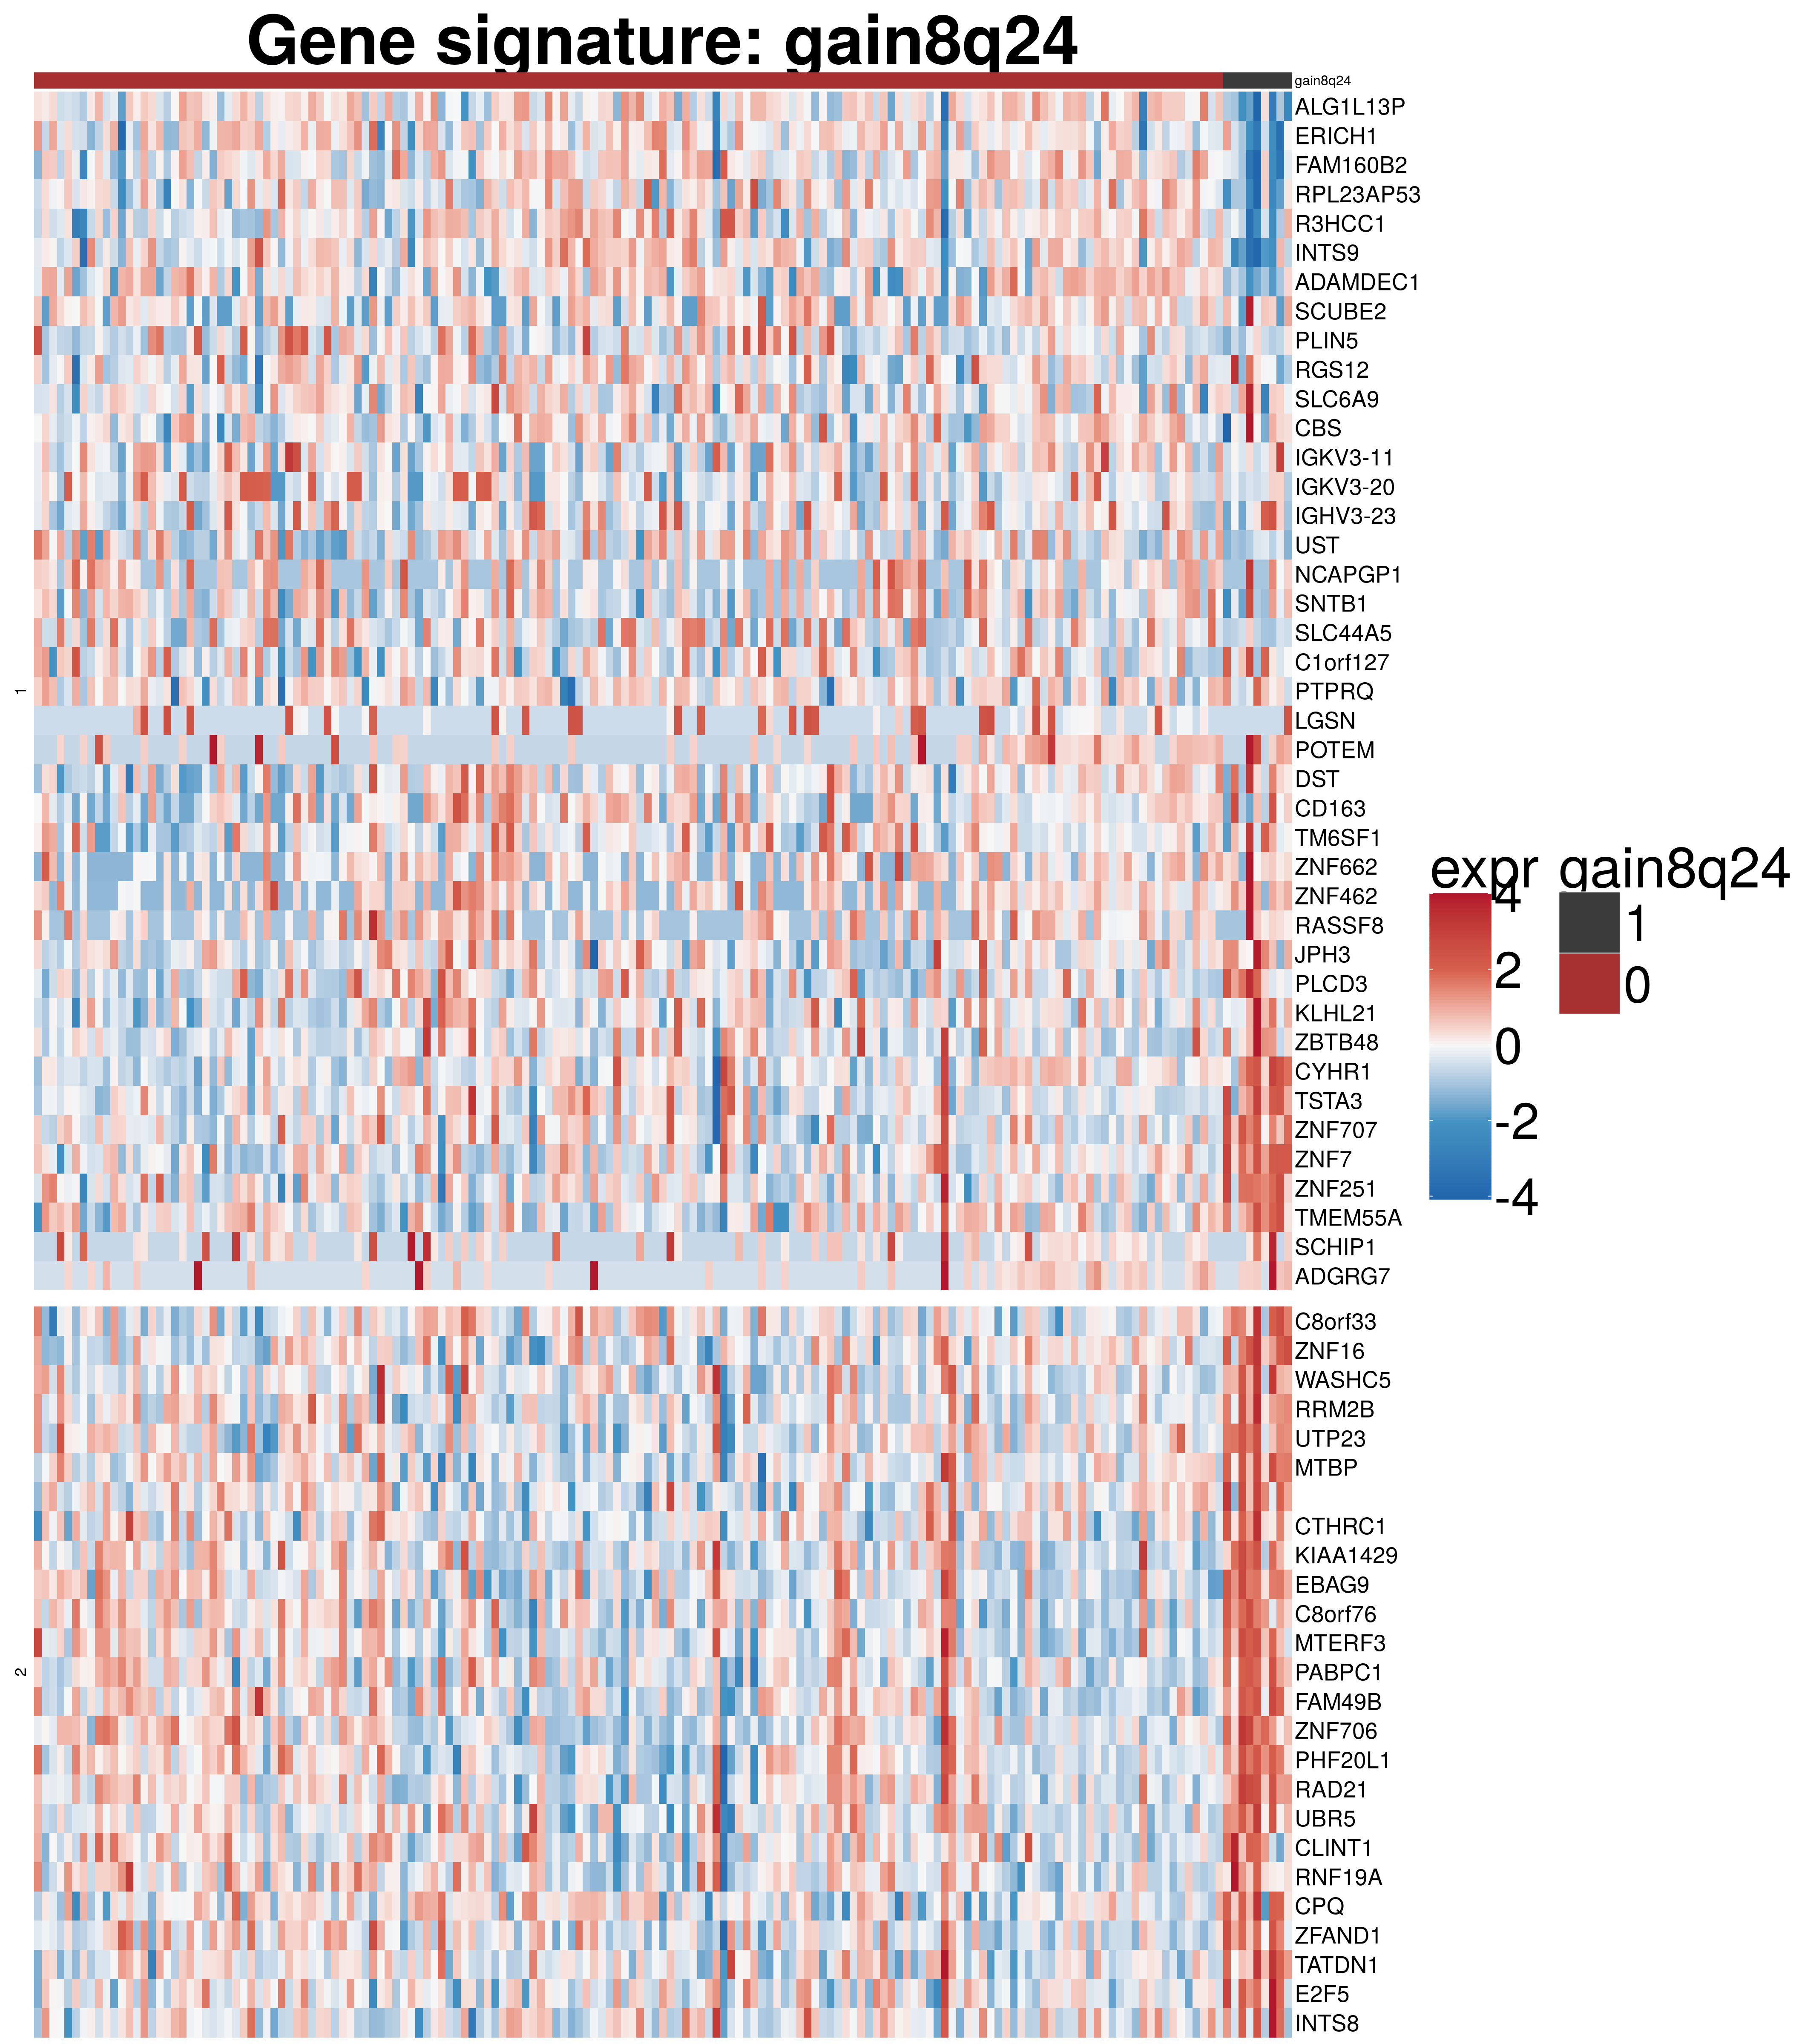 Gene signature: gain8q24
gain8q24
ALG1L13P
ERICH1
FAM160B2
RPL23AP53
R3HCC1
INTS9
ADAMDEC1
SCUBE2
PLIN5
RGS12
SLC6A9
CBS
IGKV3-11
IGKV3-20
IGHV3-23
UST
NCAPGP1
SNTB1
SLC44A5
C1orf127
PTPRQ
LGSN
POTEM
DST
CD163
TM6SF1
ZNF662
ZNF462
RASSF8
JPH3
PLCD3
KLHL21
ZBTB48
CYHR1
TSTA3
ZNF707
ZNF7
ZNF251
TMEM55A
SCHIP1
ADGRG7
1
C8orf33
ZNF16
WASHC5
RRM2B
UTP23
MTBP
CTHRC1
KIAA1429
EBAG9
C8orf76
MTERF3
PABPC1
FAM49B
ZNF706
PHF20L1
RAD21
UBR5
CLINT1
RNF19A
CPQ
ZFAND1
TATDN1
E2F5
INTS8
2
expr
4
2
0
-2
-4
gain8q24
1
0